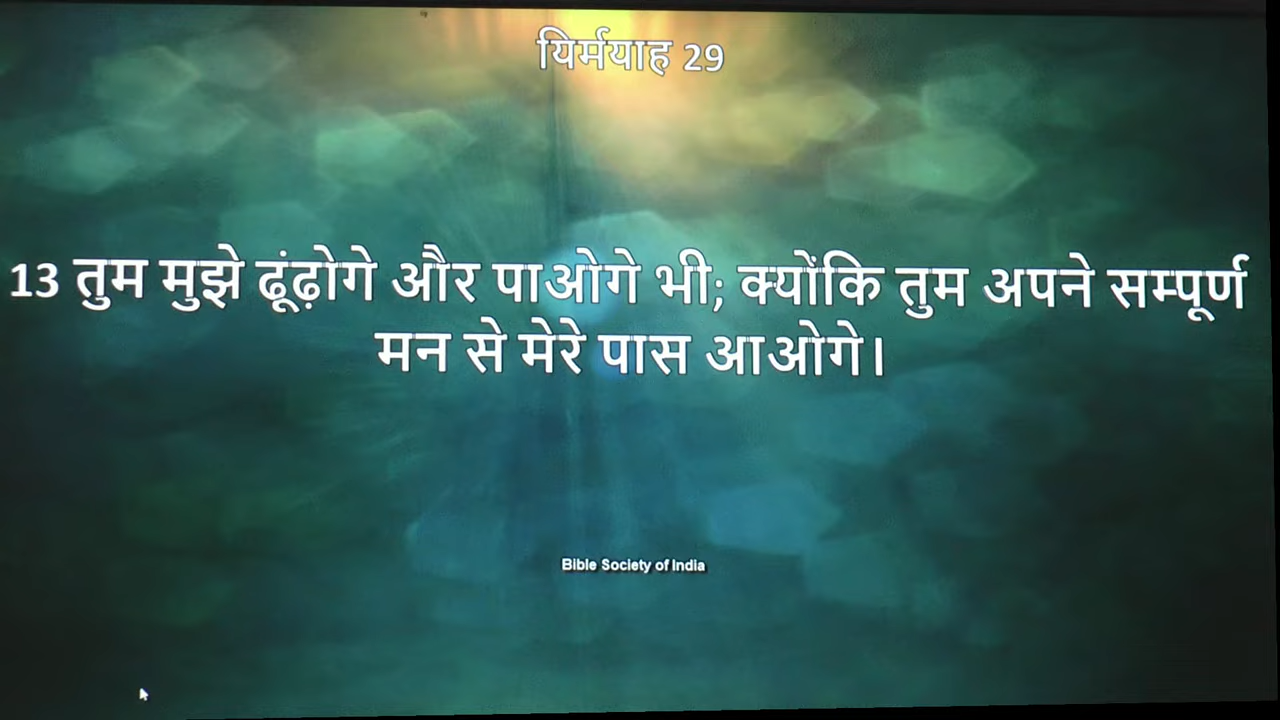 यिर्मयाह 29
13 तुम मुझे ढूंढ़ोगे और पाओगे भी; क्योंकि तुम अपने सम्पूर्ण
मन से मेरे पास आओगे।
Bible Society of India